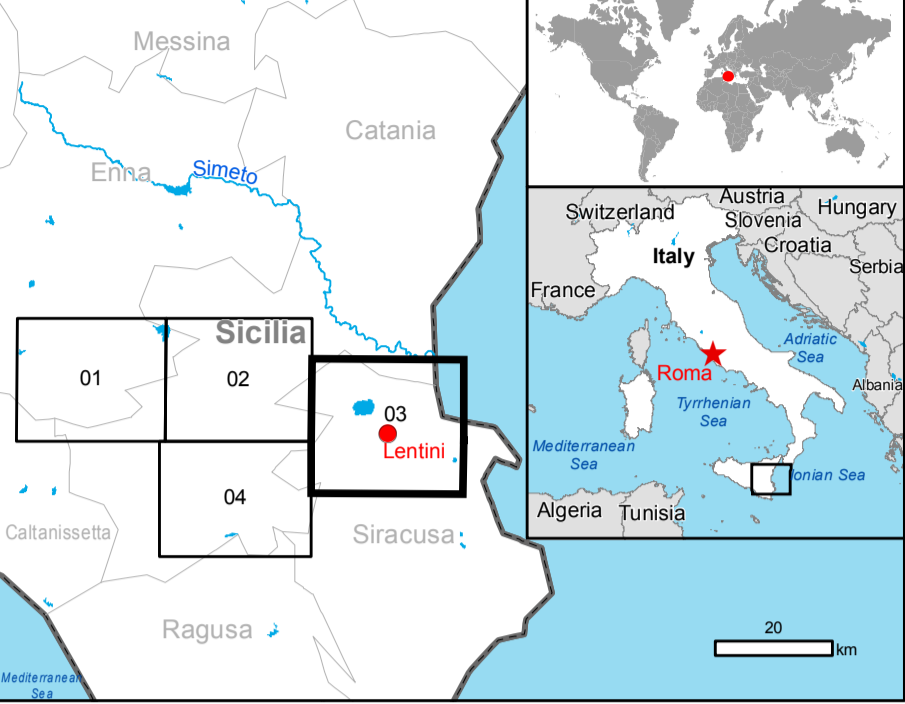 Messina
Catania
Enna
Simeto
Sicilia
01
02
03
Lentini
04
Caltanissetta
Siracusa
Ragusa
Mediterranean
Sea
Austria
Switzerland
Hungary
Slovenia
Croatia
Italy
Serbia
France
Adriatic
Sea
Roma
Albania
Tyrrhenian
Sea
Mediterranean
Sea
Ionian Sea
Algeria
Tunisia
20
km